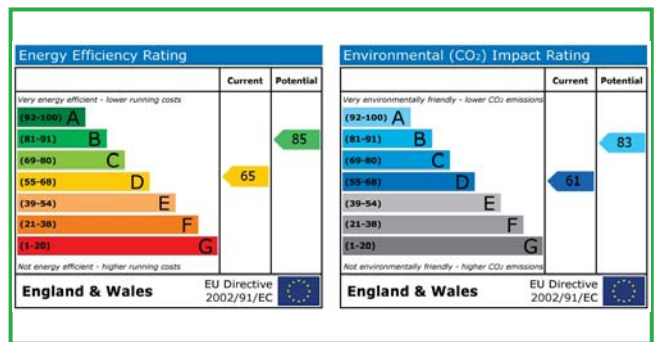 Energy Efficiency Rating
Current Potential
Very energy efficient - lower running costs
(92-100) A
(81-91) B
85
(69-80) C
(55-68) D
65
(39-54) E
(21-38) F
(1-20) G
Not energy efficient - higher running costs
England & Wales
EU Directive
2002/91/EC
Environmental (CO₂) Impact Rating
Current Potential
Very environmentally friendly - lower CO₂ emissions
(92-100) A
(81-91) B
83
(69-80) C
(55-68) D
61
(39-54) E
(21-38) F
(1-20) G
Not environmentally friendly - higher CO₂ emissions
England & Wales
EU Directive
2002/91/EC